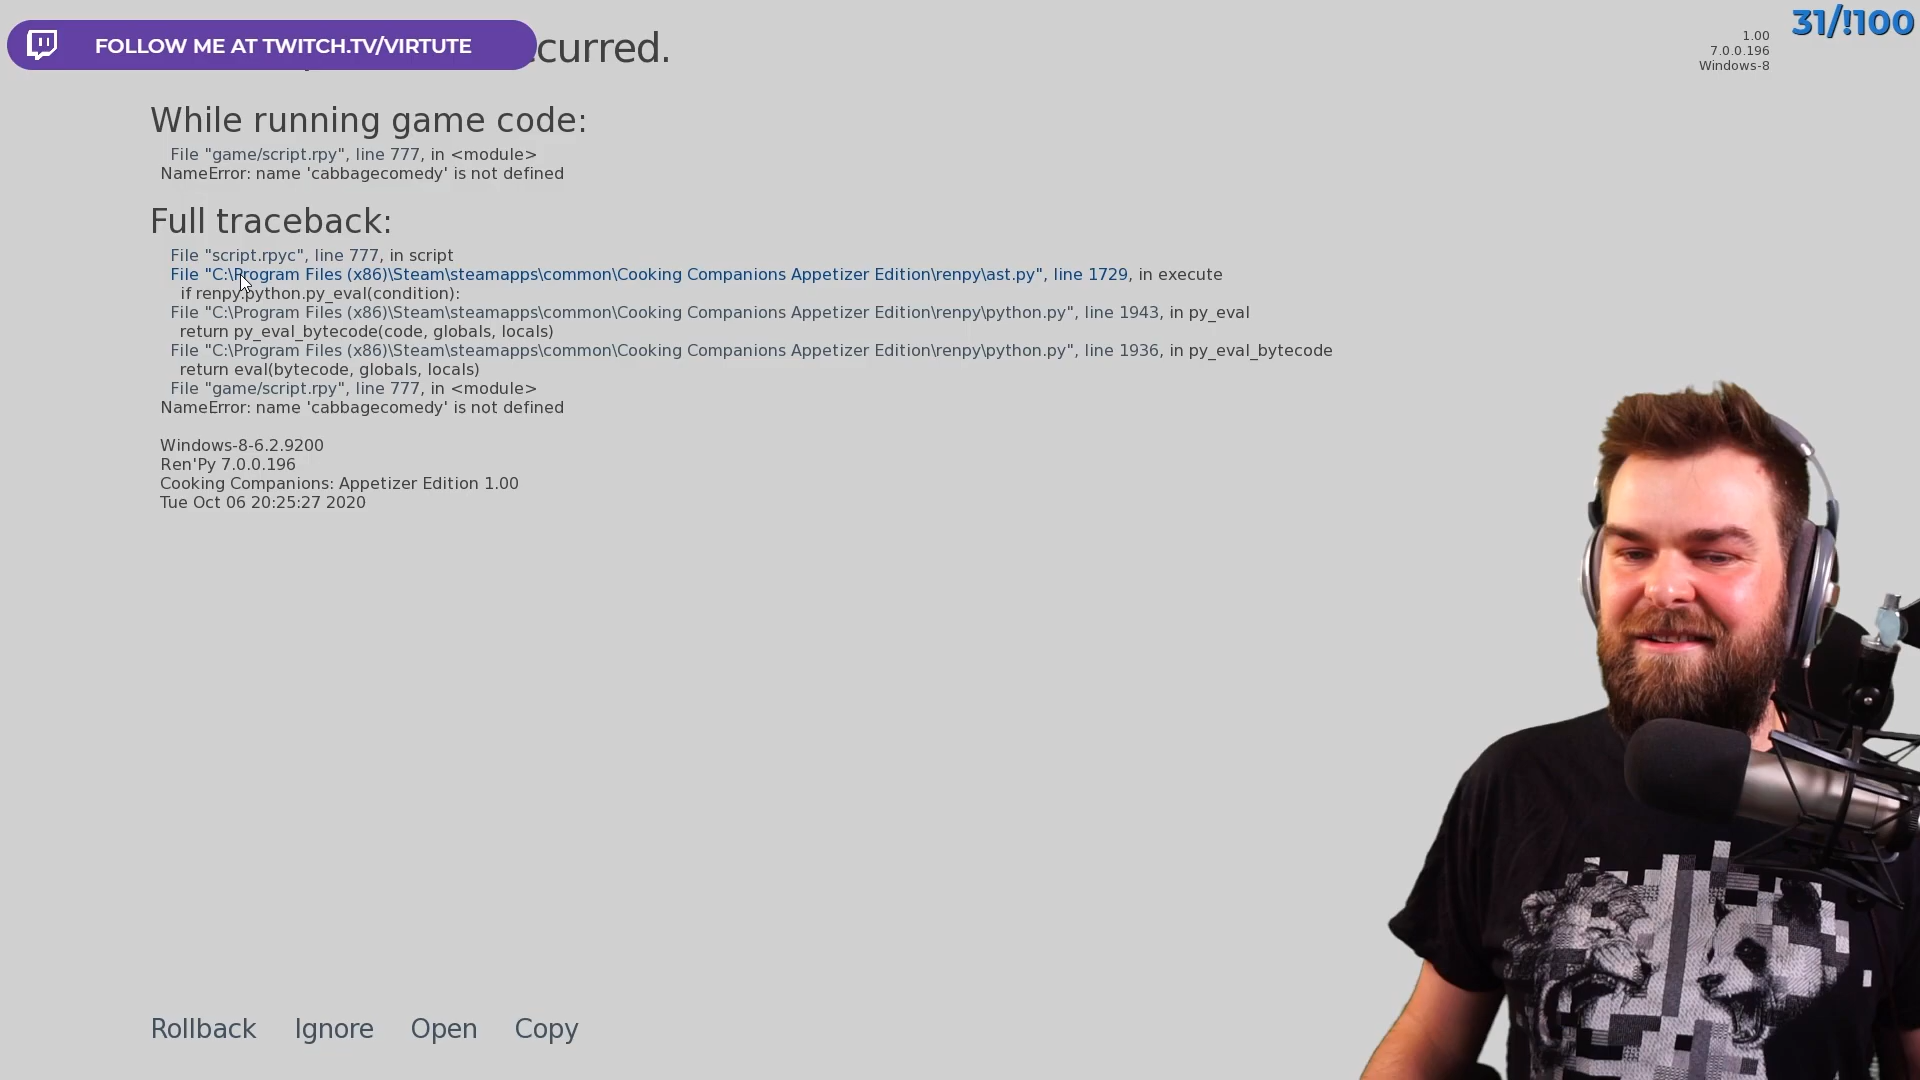 FOLLOW ME AT TWITCH.TV/VIRTUTE
curred.
31/!100
1.00
7.0.0.196
Windows-8
While running game code:
File "game/script.rpy", line 777, in <module>
NameError: name 'cabbagecomedy' is not defined
Full traceback:
File "script.rpyc", line 777, in script
File "C:\Program Files (x86)\Steam\steamapps\common\Cooking Companions Appetizer Edition\renpy\ast.py", line 1729, in execute
if renpy.python.py_eval(condition):
File "C:\Program Files (x86)\Steam\steamapps\common\Cooking Companions Appetizer Edition\renpy\python.py", line 1943, in py_eval
return py_eval_bytecode(code, globals, locals)
File "C:\Program Files (x86)\Steam\steamapps\common\Cooking Companions Appetizer Edition\renpy\python.py", line 1936, in py_eval_bytecode
return eval(bytecode, globals, locals)
File "game/script.rpy", line 777, in <module>
NameError: name 'cabbagecomedy' is not defined
Windows-8-6.2.9200
Ren'Py 7.0.0.196
Cooking Companions: Appetizer Edition 1.00
Tue Oct 06 20:25:27 2020
Rollback Ignore Open Copy